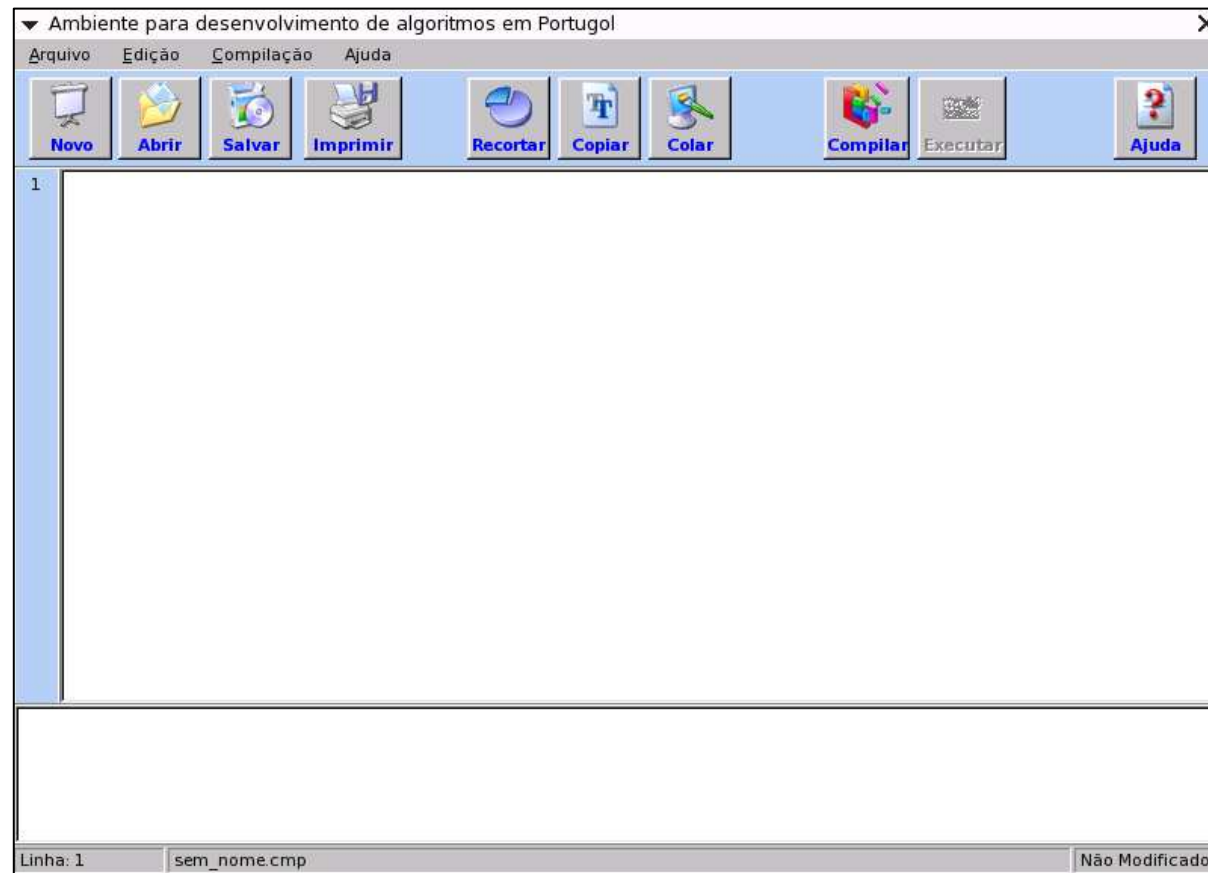 Ambiente para desenvolvimento de algoritmos em Portugol
Arquivo Edição Compilação Ajuda
Novo Abrir Salvar Imprimir Recortar Copiar Colar Compilar Executar Ajuda
1
Linha: 1 sem_nome.cmp Não Modificado